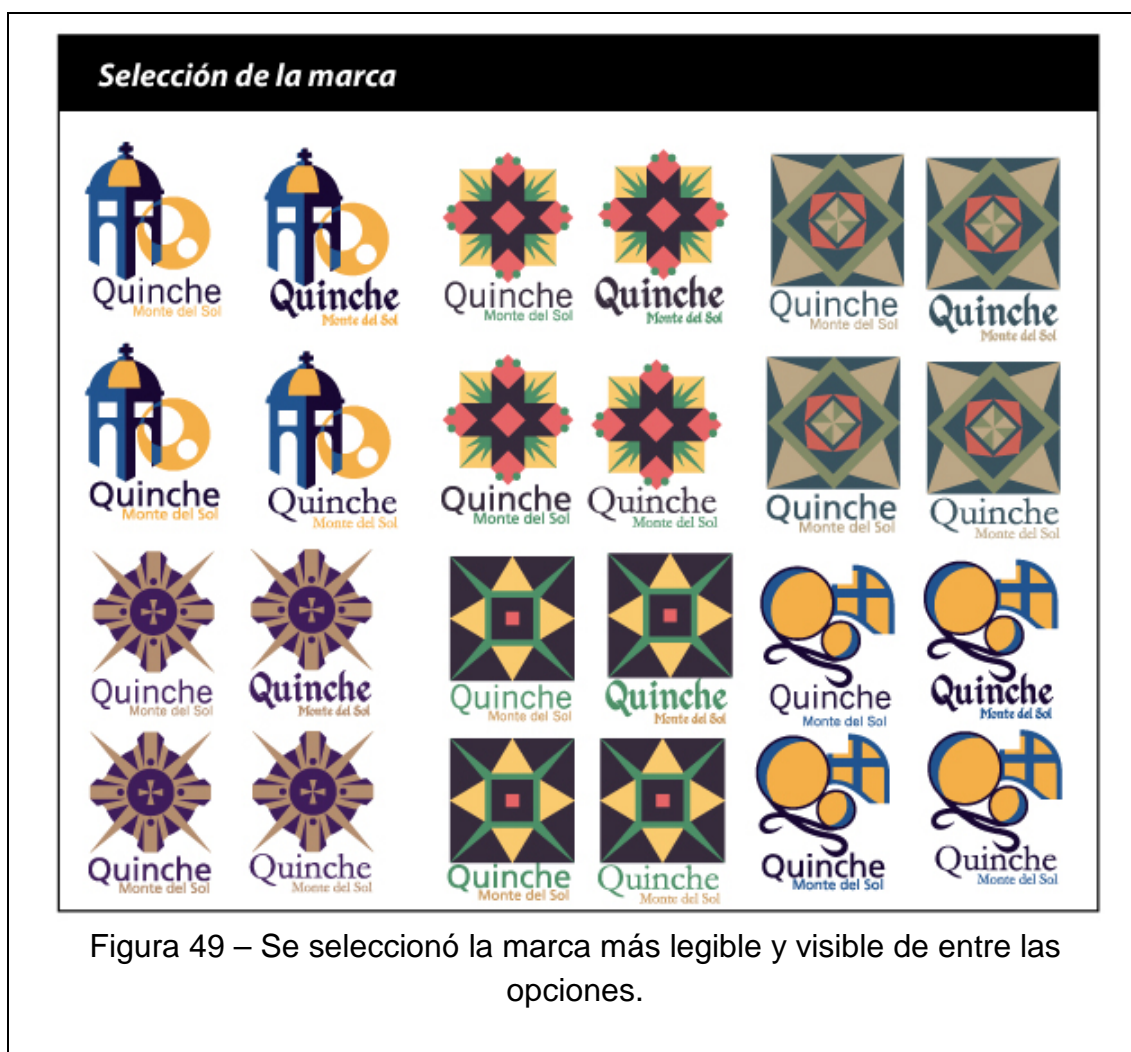 Selección de la marca
Quinche
Monte del Sol
Quinche
Monte del Sol
Quinche
Monte del Sol
Quinche
Monte del Sol
Quinche
Monte del Sol
Quinche
Monte del Sol
Quinche
Monte del Sol
Quinche
Monte del Sol
Quinche
Monte del Sol
Quinche
Monte del Sol
Quinche
Monte del Sol
Quinche
Monte del Sol
Quinche
Monte del Sol
Quinche
Monte del Sol
Quinche
Monte del Sol
Quinche
Monte del Sol
Quinche
Monte del Sol
Quinche
Monte del Sol
Quinche
Monte del Sol
Quinche
Monte del Sol
Quinche
Monte del Sol
Quinche
Monte del Sol
Quinche
Monte del Sol
Quinche
Monte del Sol
Figura 49 – Se seleccionó la marca más legible y visible de entre las
opciones.